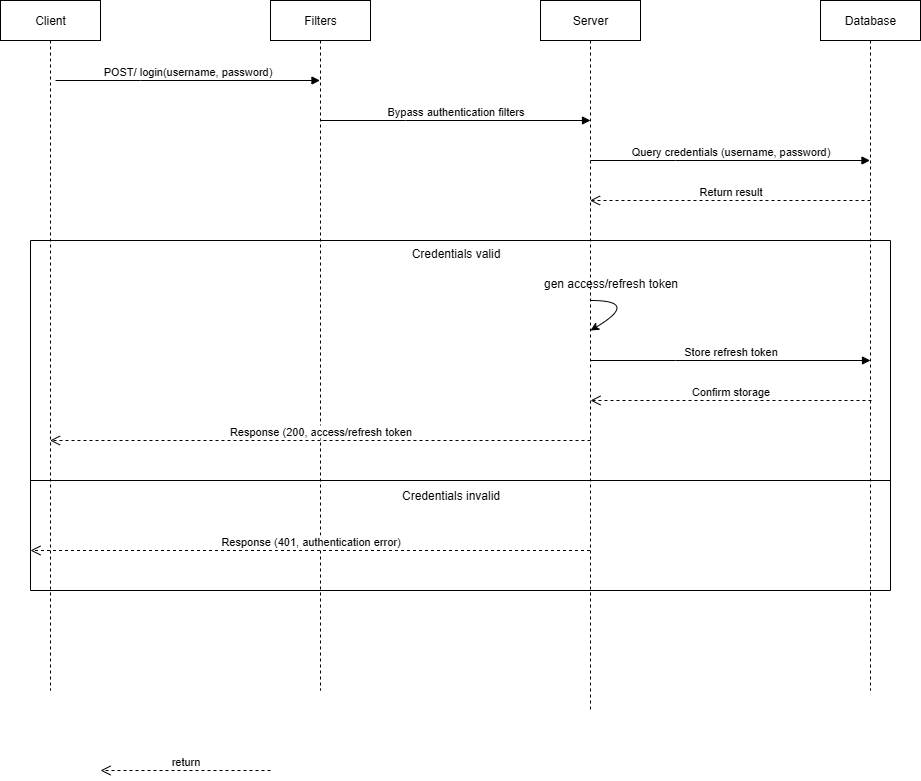 Client
Filters
Server
Database
POST/ login(username, password)
Bypass authentication filters
Query credentials (username, password)
Return result
Credentials valid
gen access/refresh token
Store refresh token
Confirm storage
Response (200, access/refresh token
Credentials invalid
Response (401, authentication error)
return